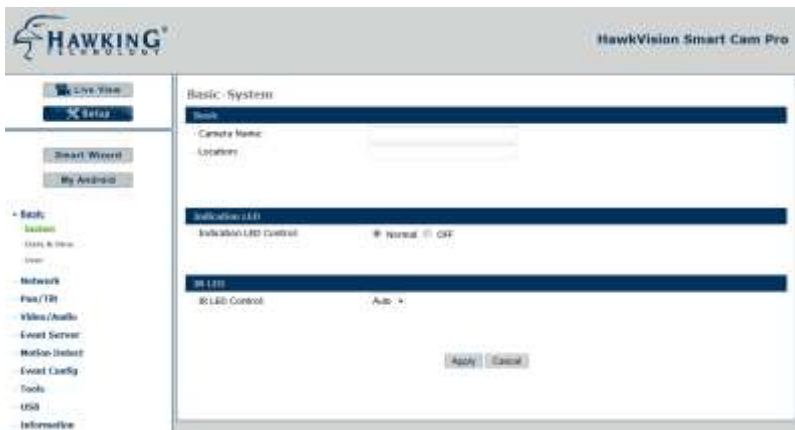 HAWKING
TECHNOLOGY
HawkVision Smart Cam Pro
Live View
Setup
Smart Wizard
My Android
Basic
System
Date & Time
User
Network
Pan/Tilt
Video/Audio
Event Server
Motion Detect
Event Config
Tools
USB
Information
Basic-System
Basic
Camera Name:
Location:
Indication LED
Indication LED Control: Normal OFF
IR LED
IR LED Control: Auto
Apply Cancel